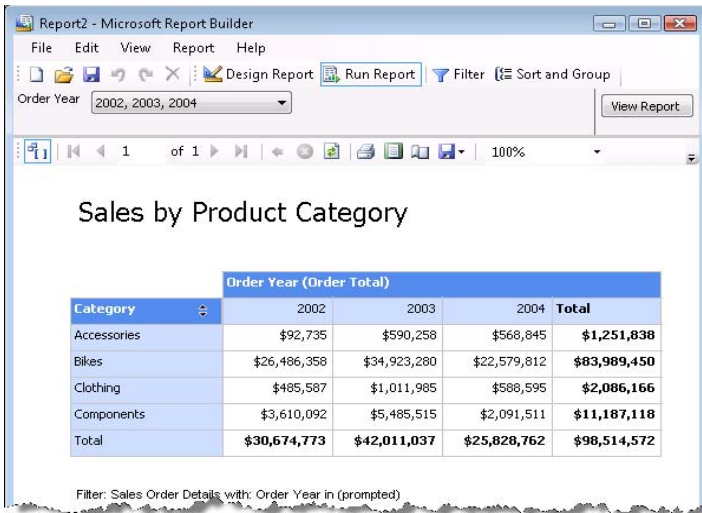 Report2 - Microsoft Report Builder
File Edit View Report Help
Design Report Run Report Filter Sort and Group
Order Year 2002, 2003, 2004 View Report
1 of 1 100%
Sales by Product Category
Order Year (Order Total)
Category 2002 2003 2004 Total
Accessories $92,735 $590,258 $568,845 $1,251,838
Bikes $26,486,358 $34,923,280 $22,579,812 $83,989,450
Clothing $485,587 $1,011,985 $588,595 $2,086,166
Components $3,610,092 $5,485,515 $2,091,511 $11,187,118
Total $30,674,773 $42,011,037 $25,828,762 $98,514,572
Filter: Sales Order Details with: Order Year in (prompted)